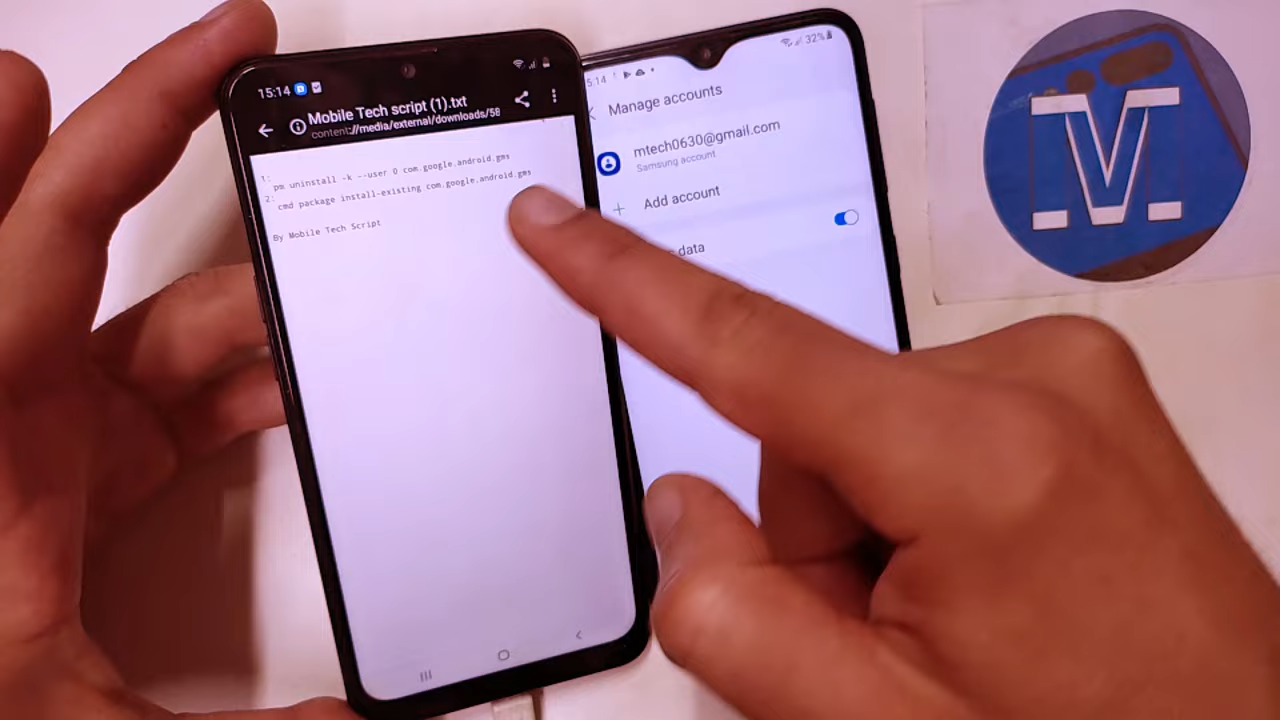 15:14
Mobile Tech script (1).txt
content://media/external/downloads/58
1:
pm uninstall -k --user 0 com.google.android.gms
2:
cmd package install-existing com.google.android.gms
By Mobile Tech Script
5:14
32%
Manage accounts
mtech0630@gmail.com
Samsung account
Add account
data
M